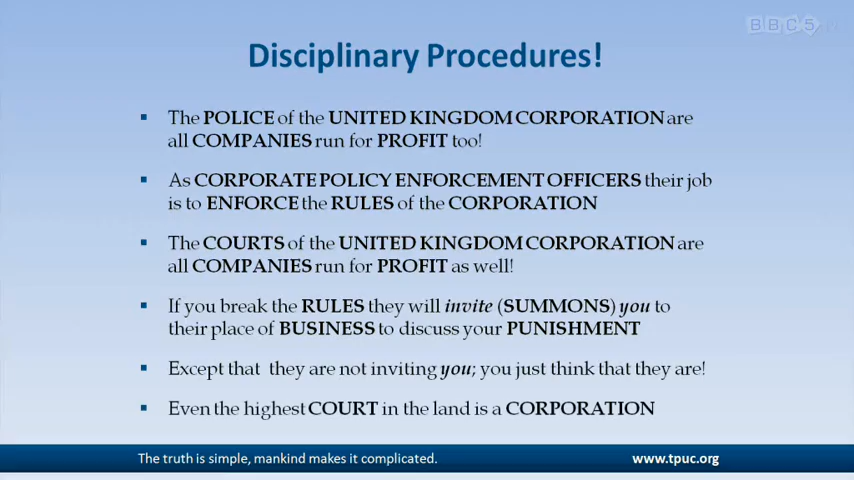 BBC5
Disciplinary Procedures!
▪ The POLICE of the UNITED KINGDOM CORPORATION are
all COMPANIES run for PROFIT too!
▪ As CORPORATE POLICY ENFORCEMENT OFFICERS their job
is to ENFORCE the RULES of the CORPORATION
▪ The COURTS of the UNITED KINGDOM CORPORATION are
all COMPANIES run for PROFIT as well!
▪ If you break the RULES they will invite (SUMMONS) you to
their place of BUSINESS to discuss your PUNISHMENT
▪ Except that they are not inviting you; you just think that they are!
▪ Even the highest COURT in the land is a CORPORATION
The truth is simple, mankind makes it complicated.
www.tpuc.org